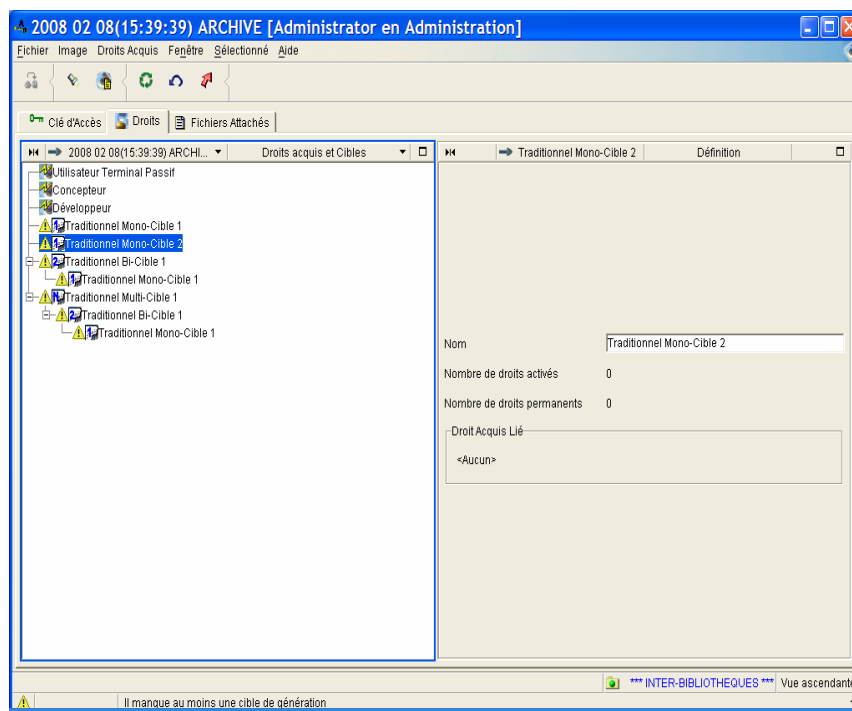 2008 02 08(15:39:39) ARCHIVE [Administrator en Administration]
Fichier Image Droits Acquis Fenêtre Sélectionné Aide
Clé d'Accès Droits Fichiers Attachés
2008 02 08(15:39:39) ARCHI... Droits acquis et Cibles Traditionnel Mono-Cible 2 Définition
Utilisateur Terminal Passif
Concepteur
Développeur
Traditionnel Mono-Cible 1
Traditionnel Mono-Cible 2
Traditionnel Bi-Cible 1
Traditionnel Mono-Cible 1
Traditionnel Multi-Cible 1
Traditionnel Bi-Cible 1
Traditionnel Mono-Cible 1
Nom Traditionnel Mono-Cible 2
Nombre de droits activés 0
Nombre de droits permanents 0
Droit Acquis Lié
<Aucun>
*** INTER-BIBLIOTHEQUES *** Vue ascendante
Il manque au moins une cible de génération